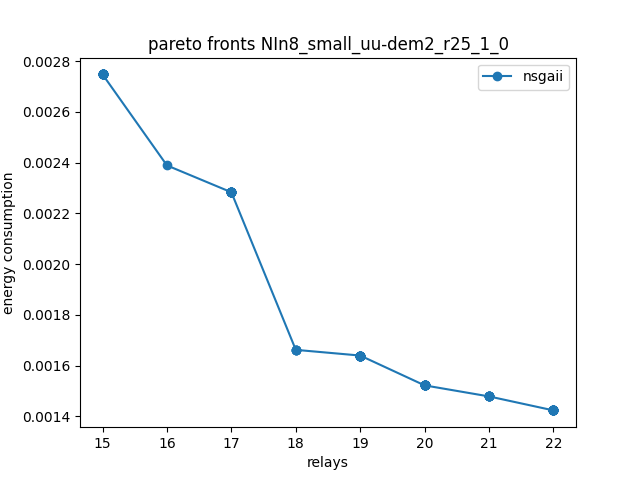 pareto fronts NIn8_small_uu-dem2_r25_1_0
nsgaii
energy consumption
0.0028
0.0026
0.0024
0.0022
0.0020
0.0018
0.0016
0.0014
15 16 17 18 19 20 21 22
relays